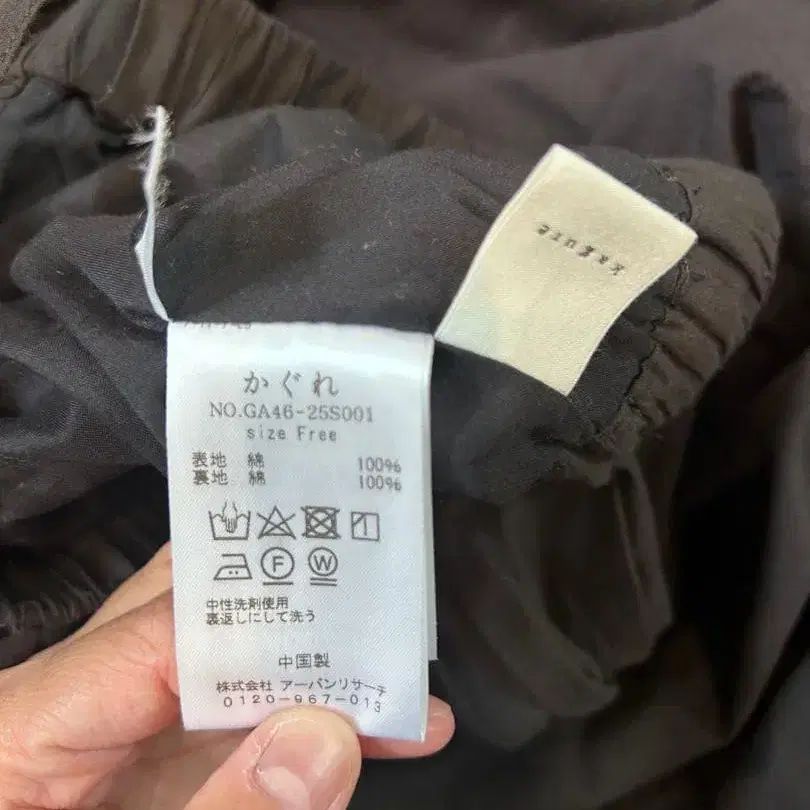 kagure
かぐれ
NO.GA46-25S001
size Free
表地 綿 100%
裏地 綿 100%
F W
中性洗剤使用
裏返しにして洗う
中国製
株式会社 アーバンリサーチ
0120-967-013